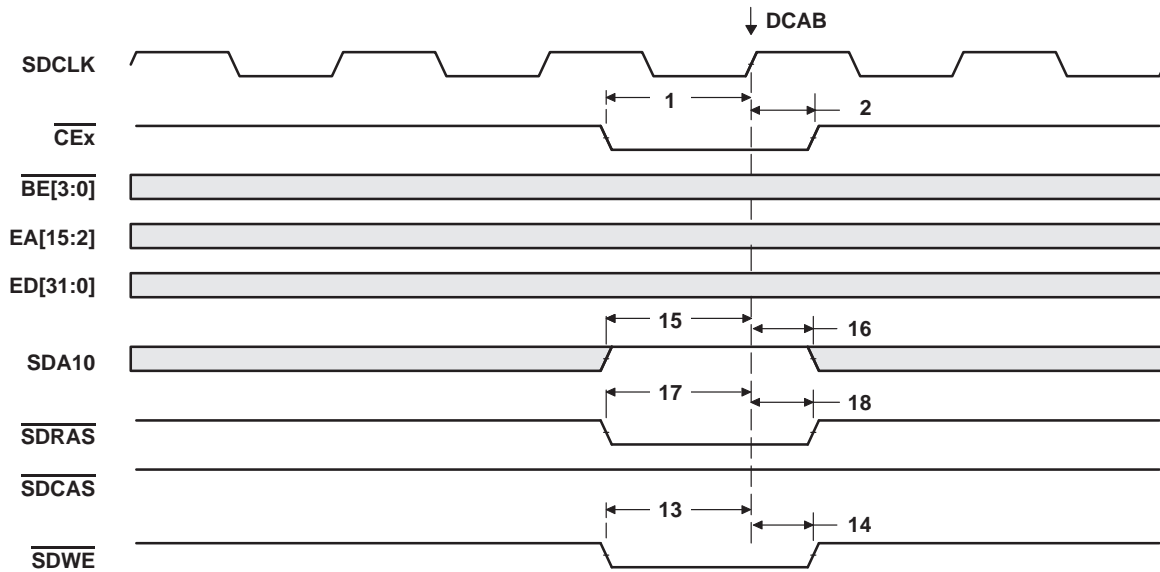 DCAB
SDCLK
1 2
CEx
BE[3:0]
EA[15:2]
ED[31:0]
15 16
SDA10
17 18
SDRAS
SDCAS
13 14
SDWE